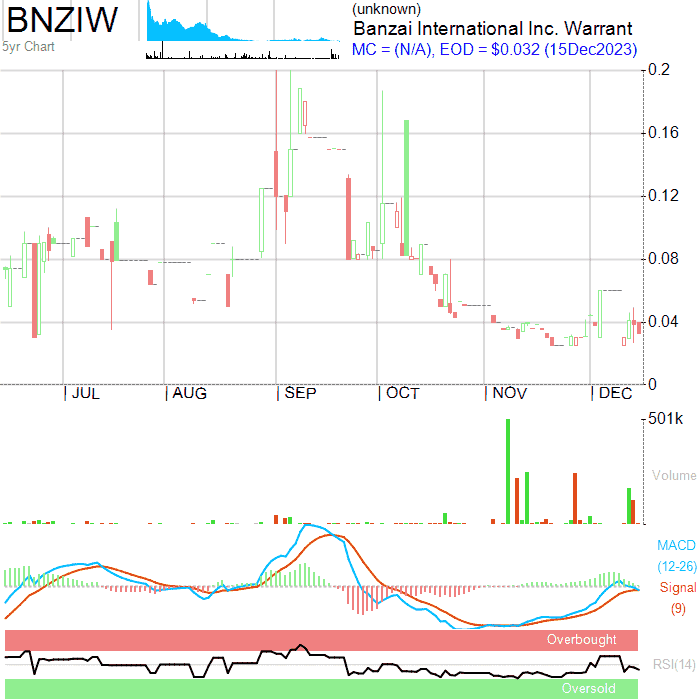 BNZIW
5yr Chart
(unknown)
Banzai International Inc. Warrant
MC = (N/A), EOD = $0.032 (15Dec2023)
0.2
0.16
0.12
0.08
0.04
0
JUL AUG SEP OCT NOV DEC
501k
Volume
MACD
(12-26)
Signal
(9)
Overbought
RSI(14)
Oversold